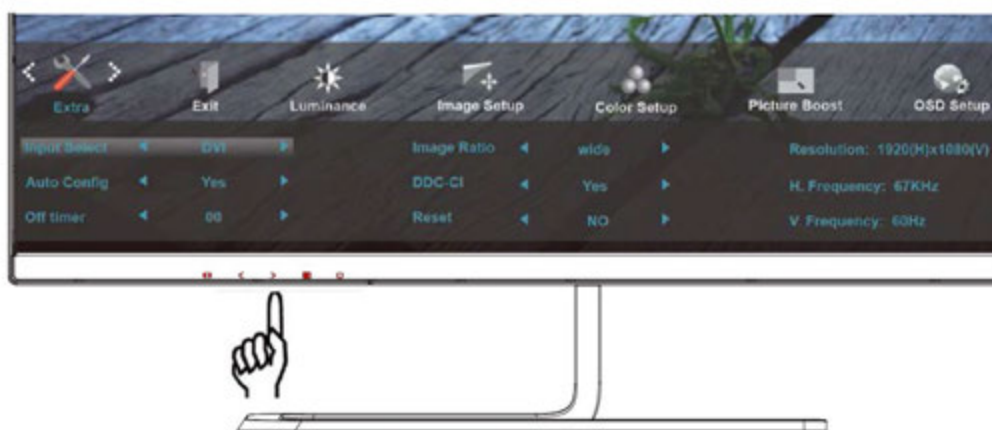 Extra Exit Luminance Image Setup Color Setup Picture Boost OSD Setup
Input Select DVI Image Ratio wide Resolution: 1920(H)x1080(V)
Auto Config Yes DDC-CI Yes H. Frequency: 67KHz
Off timer 00 Reset NO V. Frequency: 60Hz